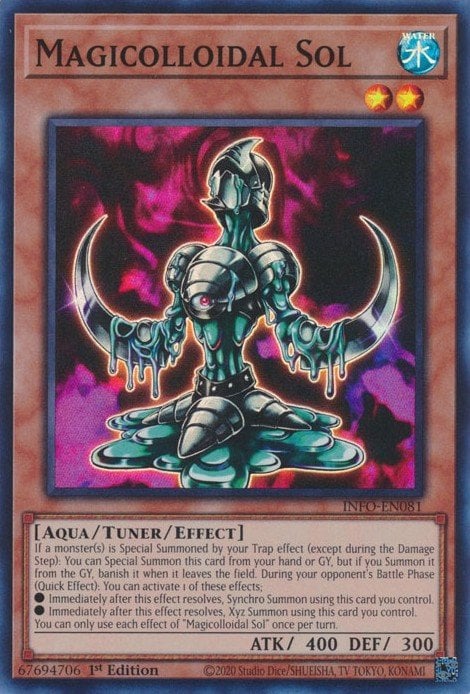 MAGICOLLOIDAL SOL
WATER
水
INFO-EN081
[AQUA/TUNER/EFFECT]
If a monster(s) is Special Summoned by your Trap effect (except during the Damage
Step): You can Special Summon this card from your hand or GY, but if you Summon it
from the GY, banish it when it leaves the field. During your opponent's Battle Phase
(Quick Effect): You can activate 1 of these effects;
● Immediately after this effect resolves, Synchro Summon using this card you control.
● Immediately after this effect resolves, Xyz Summon using this card you control.
You can only use each effect of "Magicolloidal Sol" once per turn.
ATK/ 400 DEF/ 300
67694706 1st Edition ©2020 Studio Dice/SHUEISHA, TV TOKYO, KONAMI